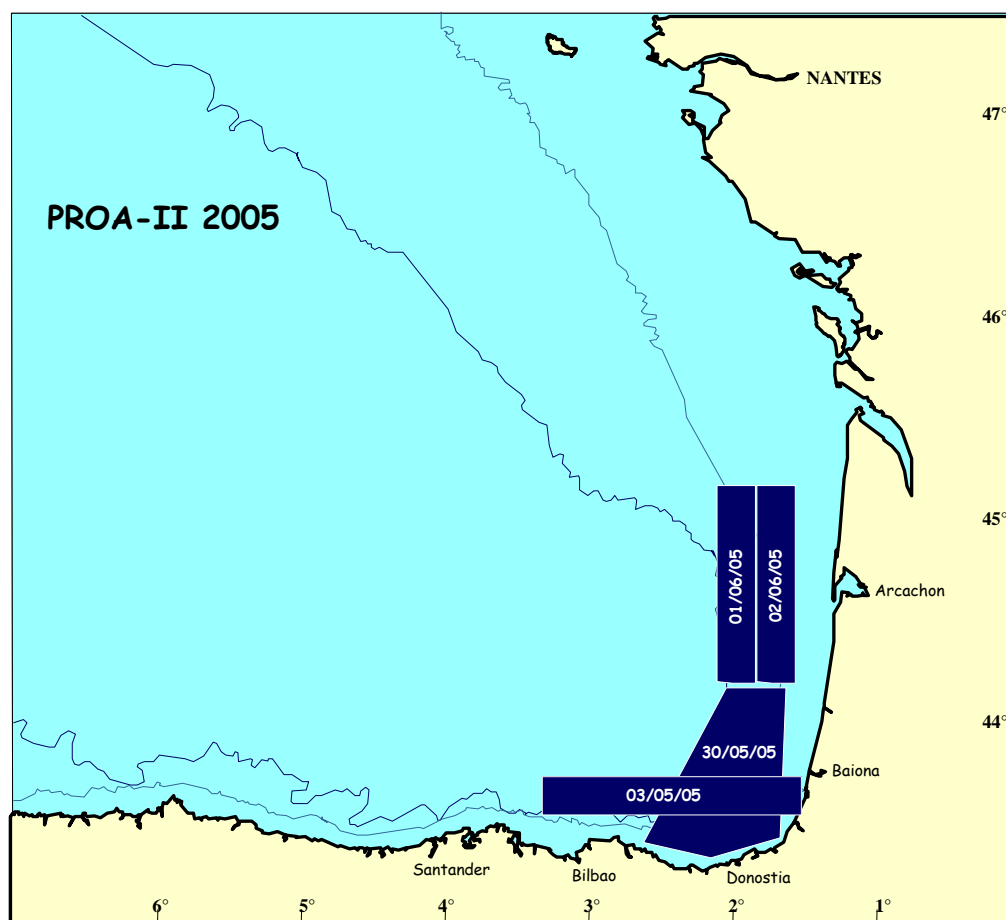 NANTES
47°
PROA-II 2005
46°
45°
01/06/05
02/06/05
Arcachon
44°
30/05/05
Baiona
03/05/05
Santander
Bilbao
Donostia
6°
5°
4°
3°
2°
1°